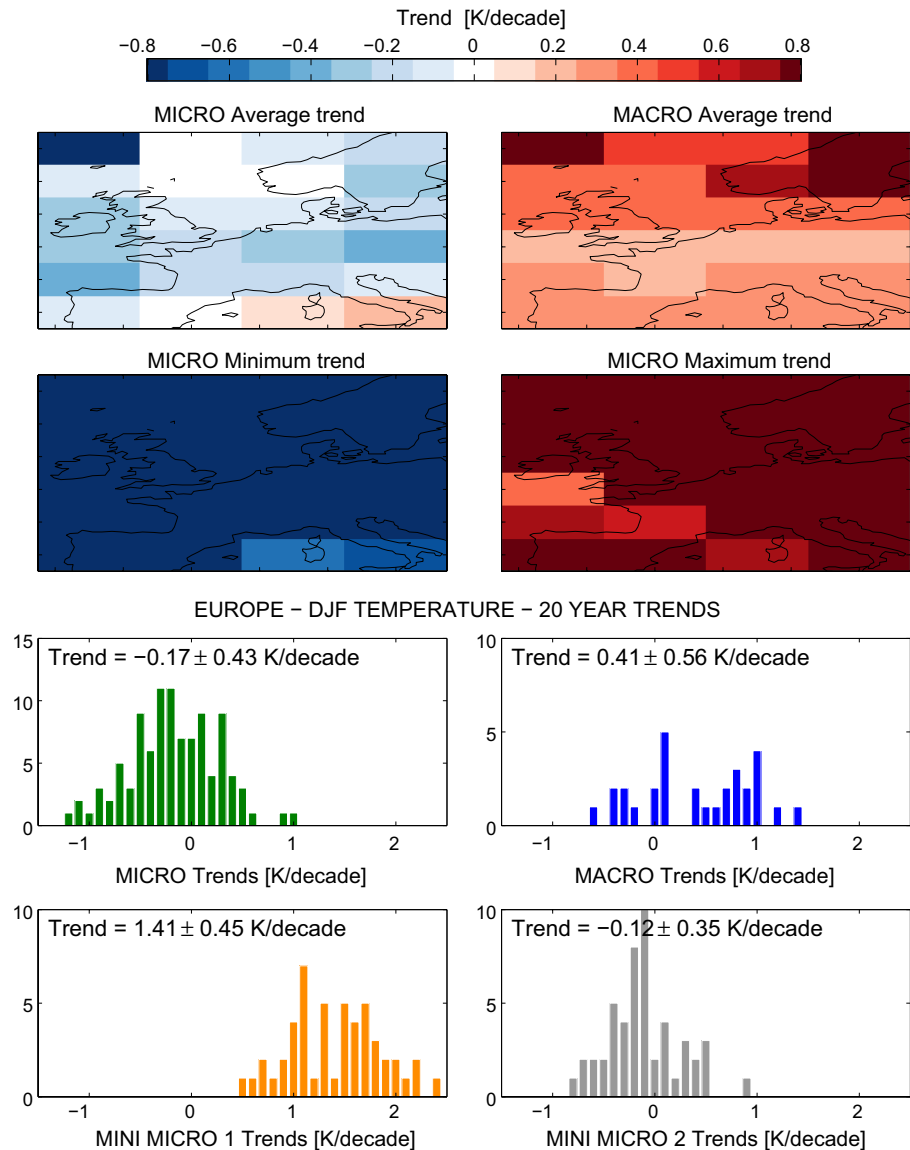 Trend [K/decade]
−0.8 −0.6 −0.4 −0.2 0 0.2 0.4 0.6 0.8
MICRO Average trend MACRO Average trend
MICRO Minimum trend MICRO Maximum trend
EUROPE − DJF TEMPERATURE − 20 YEAR TRENDS
Trend = −0.17 ± 0.43 K/decade
15
10
5
0
−1 0 1 2
MICRO Trends [K/decade]
Trend = 0.41 ± 0.56 K/decade
10
5
0
−1 0 1 2
MACRO Trends [K/decade]
Trend = 1.41 ± 0.45 K/decade
10
5
0
−1 0 1 2
MINI MICRO 1 Trends [K/decade]
Trend = −0.12 ± 0.35 K/decade
10
5
0
−1 0 1 2
MINI MICRO 2 Trends [K/decade]